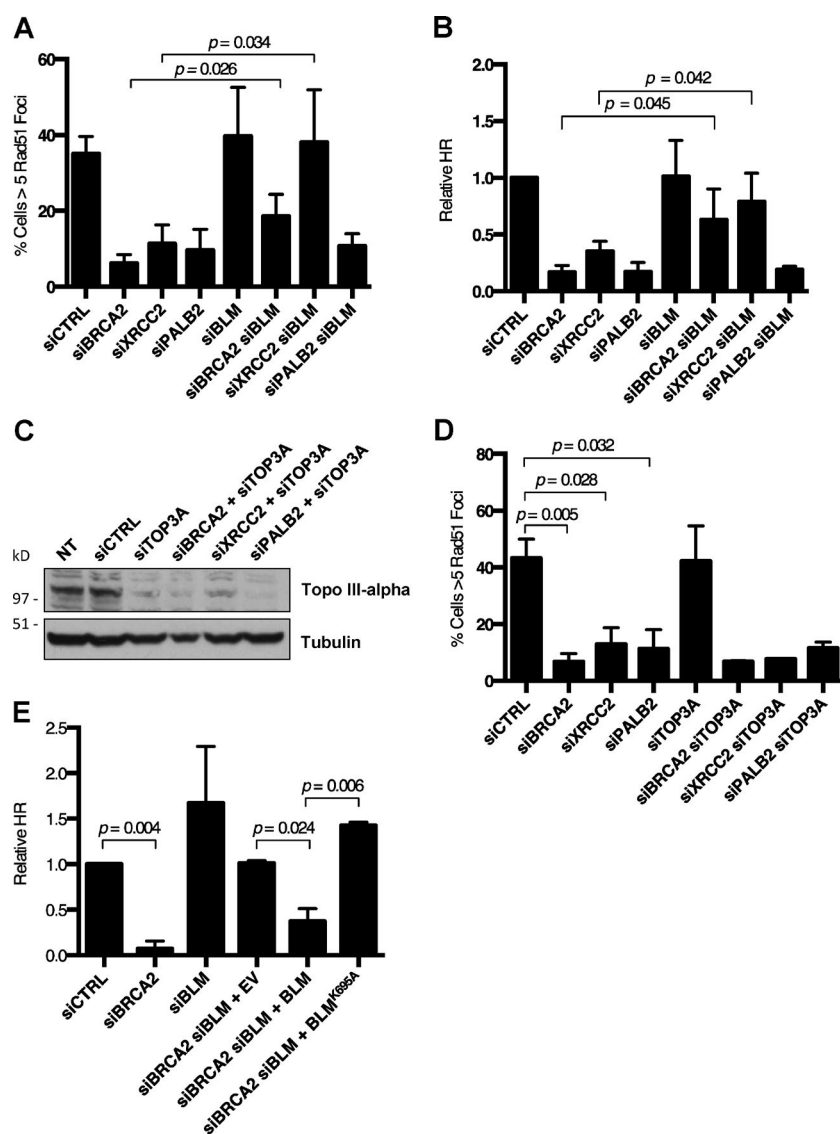 A
p = 0.034
p = 0.026
60
40
20
0
% Cells > 5 Rad51 Foci
siCTRL
siBRCA2
siXRCC2
siPALB2
siBLM
siBRCA2 siBLM
siXRCC2 siBLM
siPALB2 siBLM
B
p = 0.042
p = 0.045
2.0
1.5
1.0
0.5
0.0
Relative HR
siCTRL
siBRCA2
siXRCC2
siPALB2
siBLM
siBRCA2 siBLM
siXRCC2 siBLM
siPALB2 siBLM
C
kD
NT
siCTRL
siTOP3A
siBRCA2 + siTOP3A
siXRCC2 + siTOP3A
siPALB2 + siTOP3A
97 -
Topo III-alpha
51 -
Tubulin
D
p = 0.032
p = 0.028
p = 0.005
80
60
40
20
0
% Cells >5 Rad51 Foci
siCTRL
siBRCA2
siXRCC2
siPALB2
siTOP3A
siBRCA2 siTOP3A
siXRCC2 siTOP3A
siPALB2 siTOP3A
E
p = 0.004
p = 0.024
p = 0.006
2.5
2.0
1.5
1.0
0.5
0.0
Relative HR
siCTRL
siBRCA2
siBLM
siBRCA2 siBLM + EV
siBRCA2 siBLM + BLM
siBRCA2 siBLM + BLM^K695A